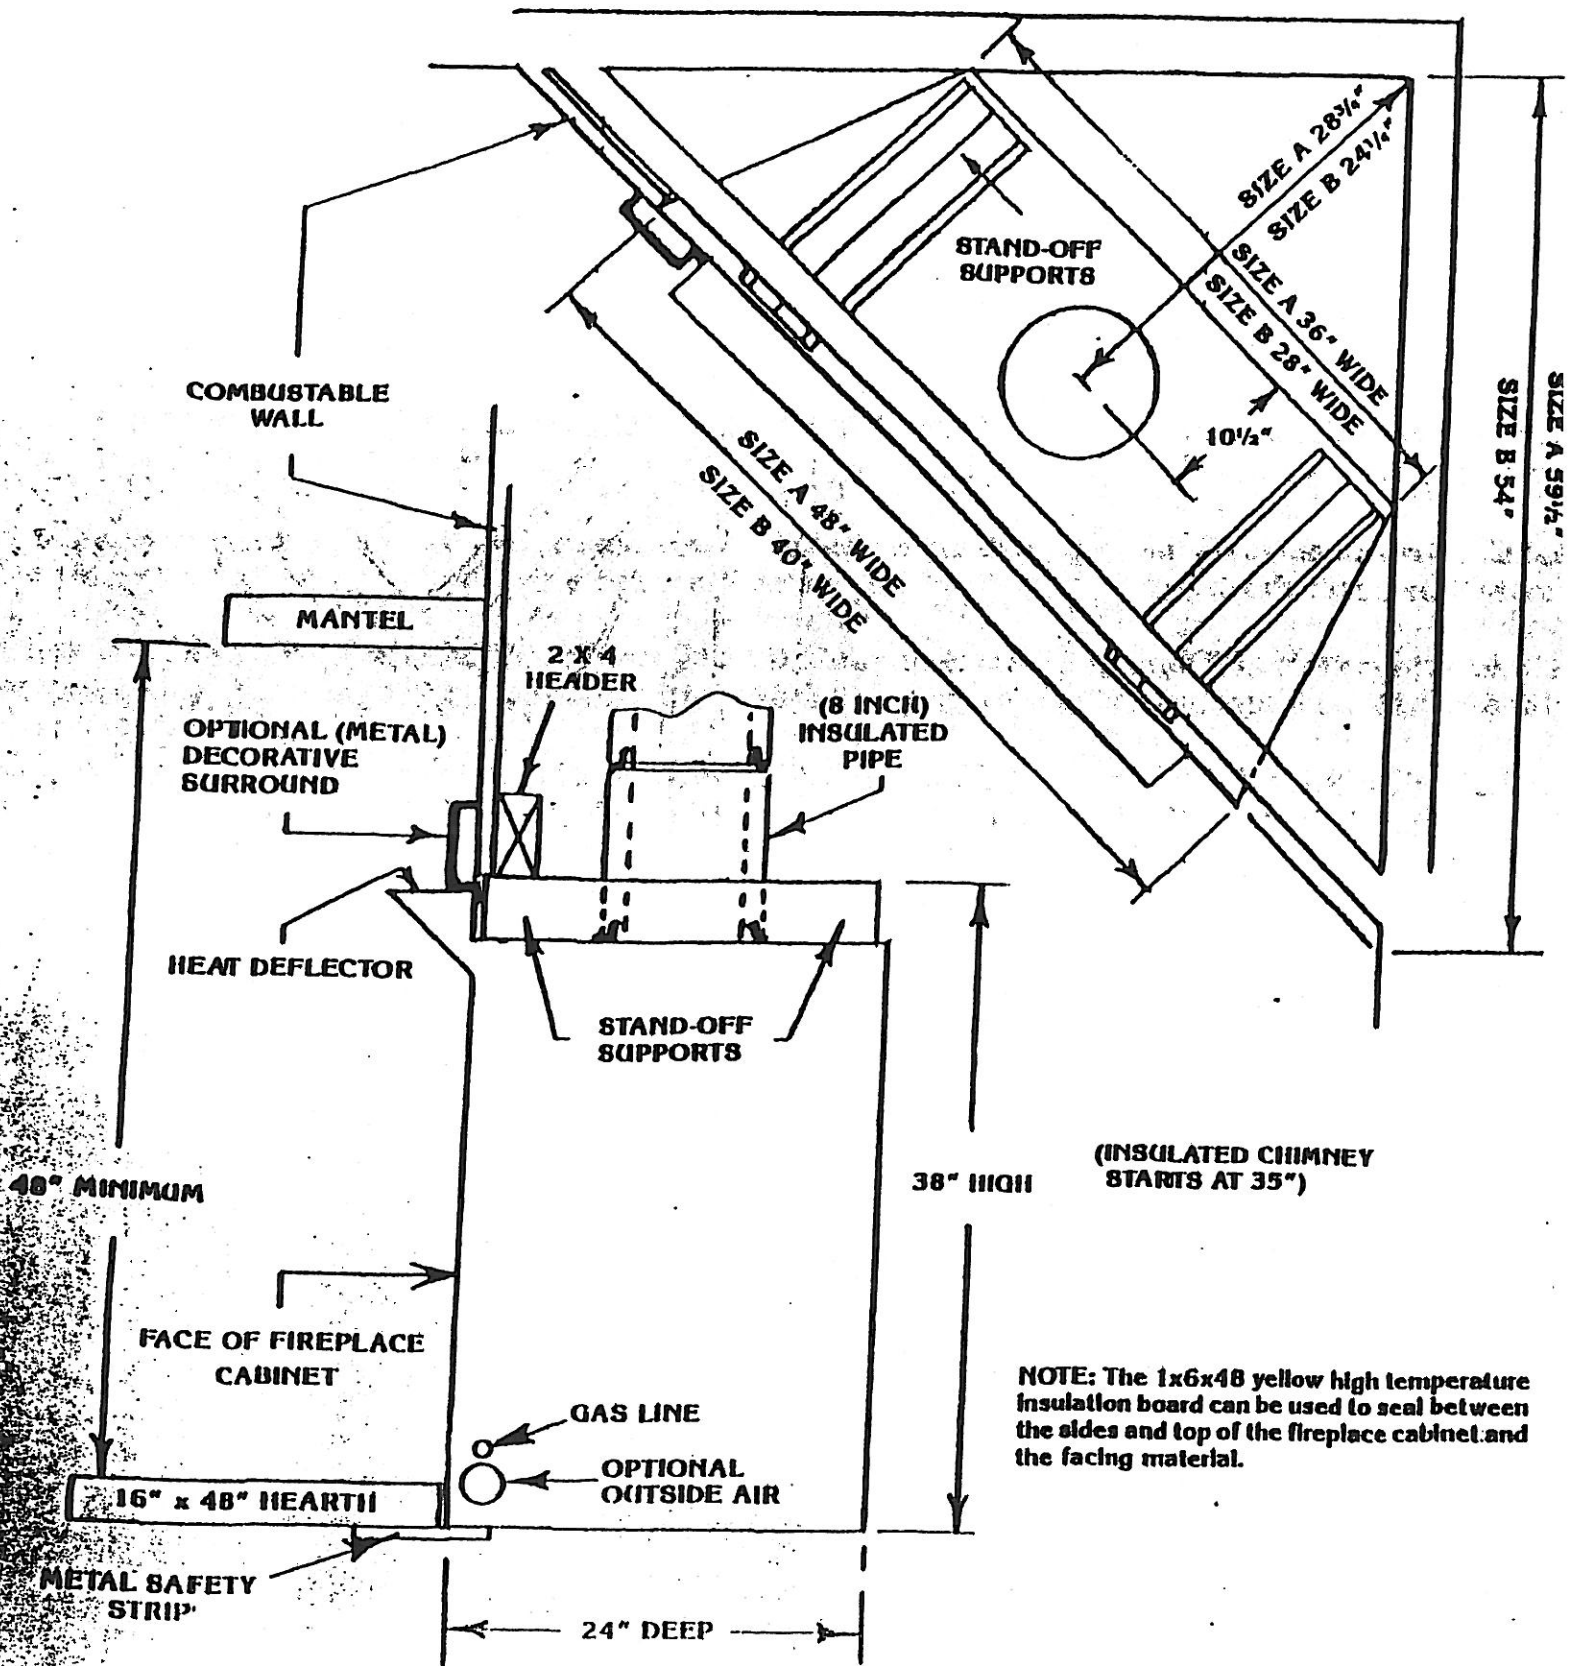 SIZE A 28¾"
SIZE B 24¼"
SIZE A 36" WIDE
SIZE B 28" WIDE
STAND-OFF
SUPPORTS
10½"
SIZE A 59½"
SIZE B 54"
SIZE A 48" WIDE
SIZE B 40" WIDE
COMBUSTABLE
WALL
MANTEL
2 X 4
HEADER
(8 INCH)
INSULATED
PIPE
OPTIONAL (METAL)
DECORATIVE
SURROUND
HEAT DEFLECTOR
STAND-OFF
SUPPORTS
48" MINIMUM
38" HIGH
(INSULATED CHIMNEY
STARTS AT 35")
FACE OF FIREPLACE
CABINET
GAS LINE
OPTIONAL
OUTSIDE AIR
16" x 48" HEARTH
METAL SAFETY
STRIP
24" DEEP
NOTE: The 1x6x48 yellow high temperature
insulation board can be used to seal between
the sides and top of the fireplace cabinet and
the facing material.